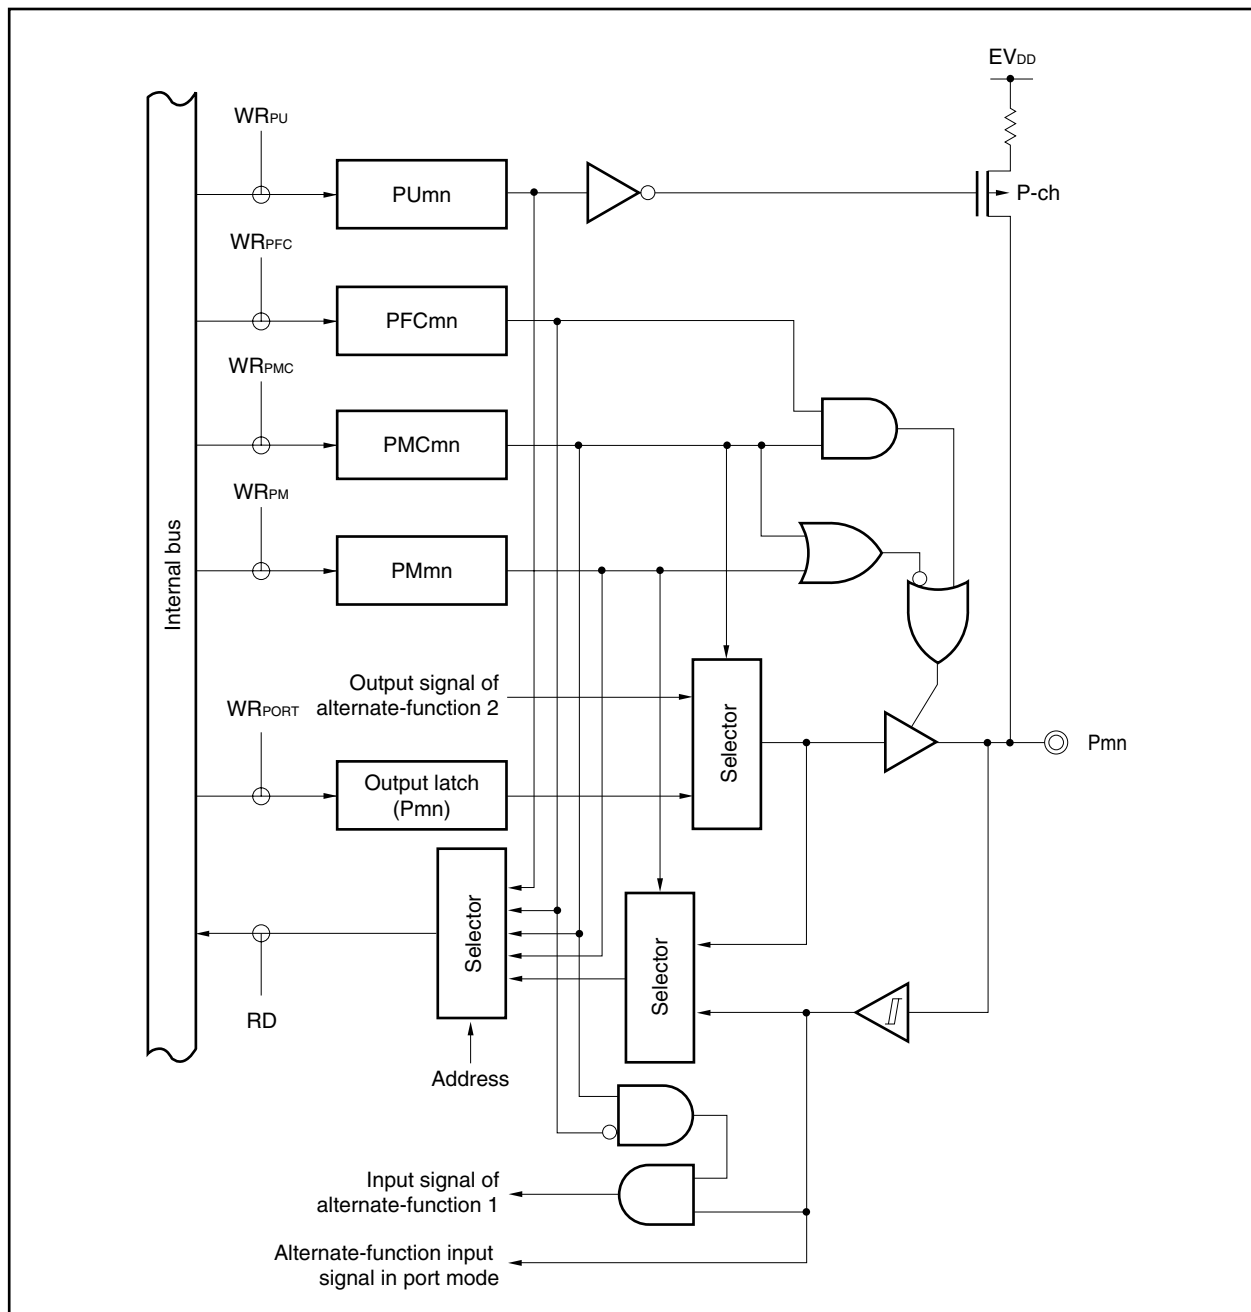 EVDD
WRPU
PUmn
P-ch
WRPFC
PFCmn
WRPMC
PMCmn
WRPM
PMmn
Internal bus
Output signal of
alternate-function 2
WRPORT
Selector
Pmn
Output latch
(Pmn)
Selector
Selector
RD
Address
Input signal of
alternate-function 1
Alternate-function input
signal in port mode